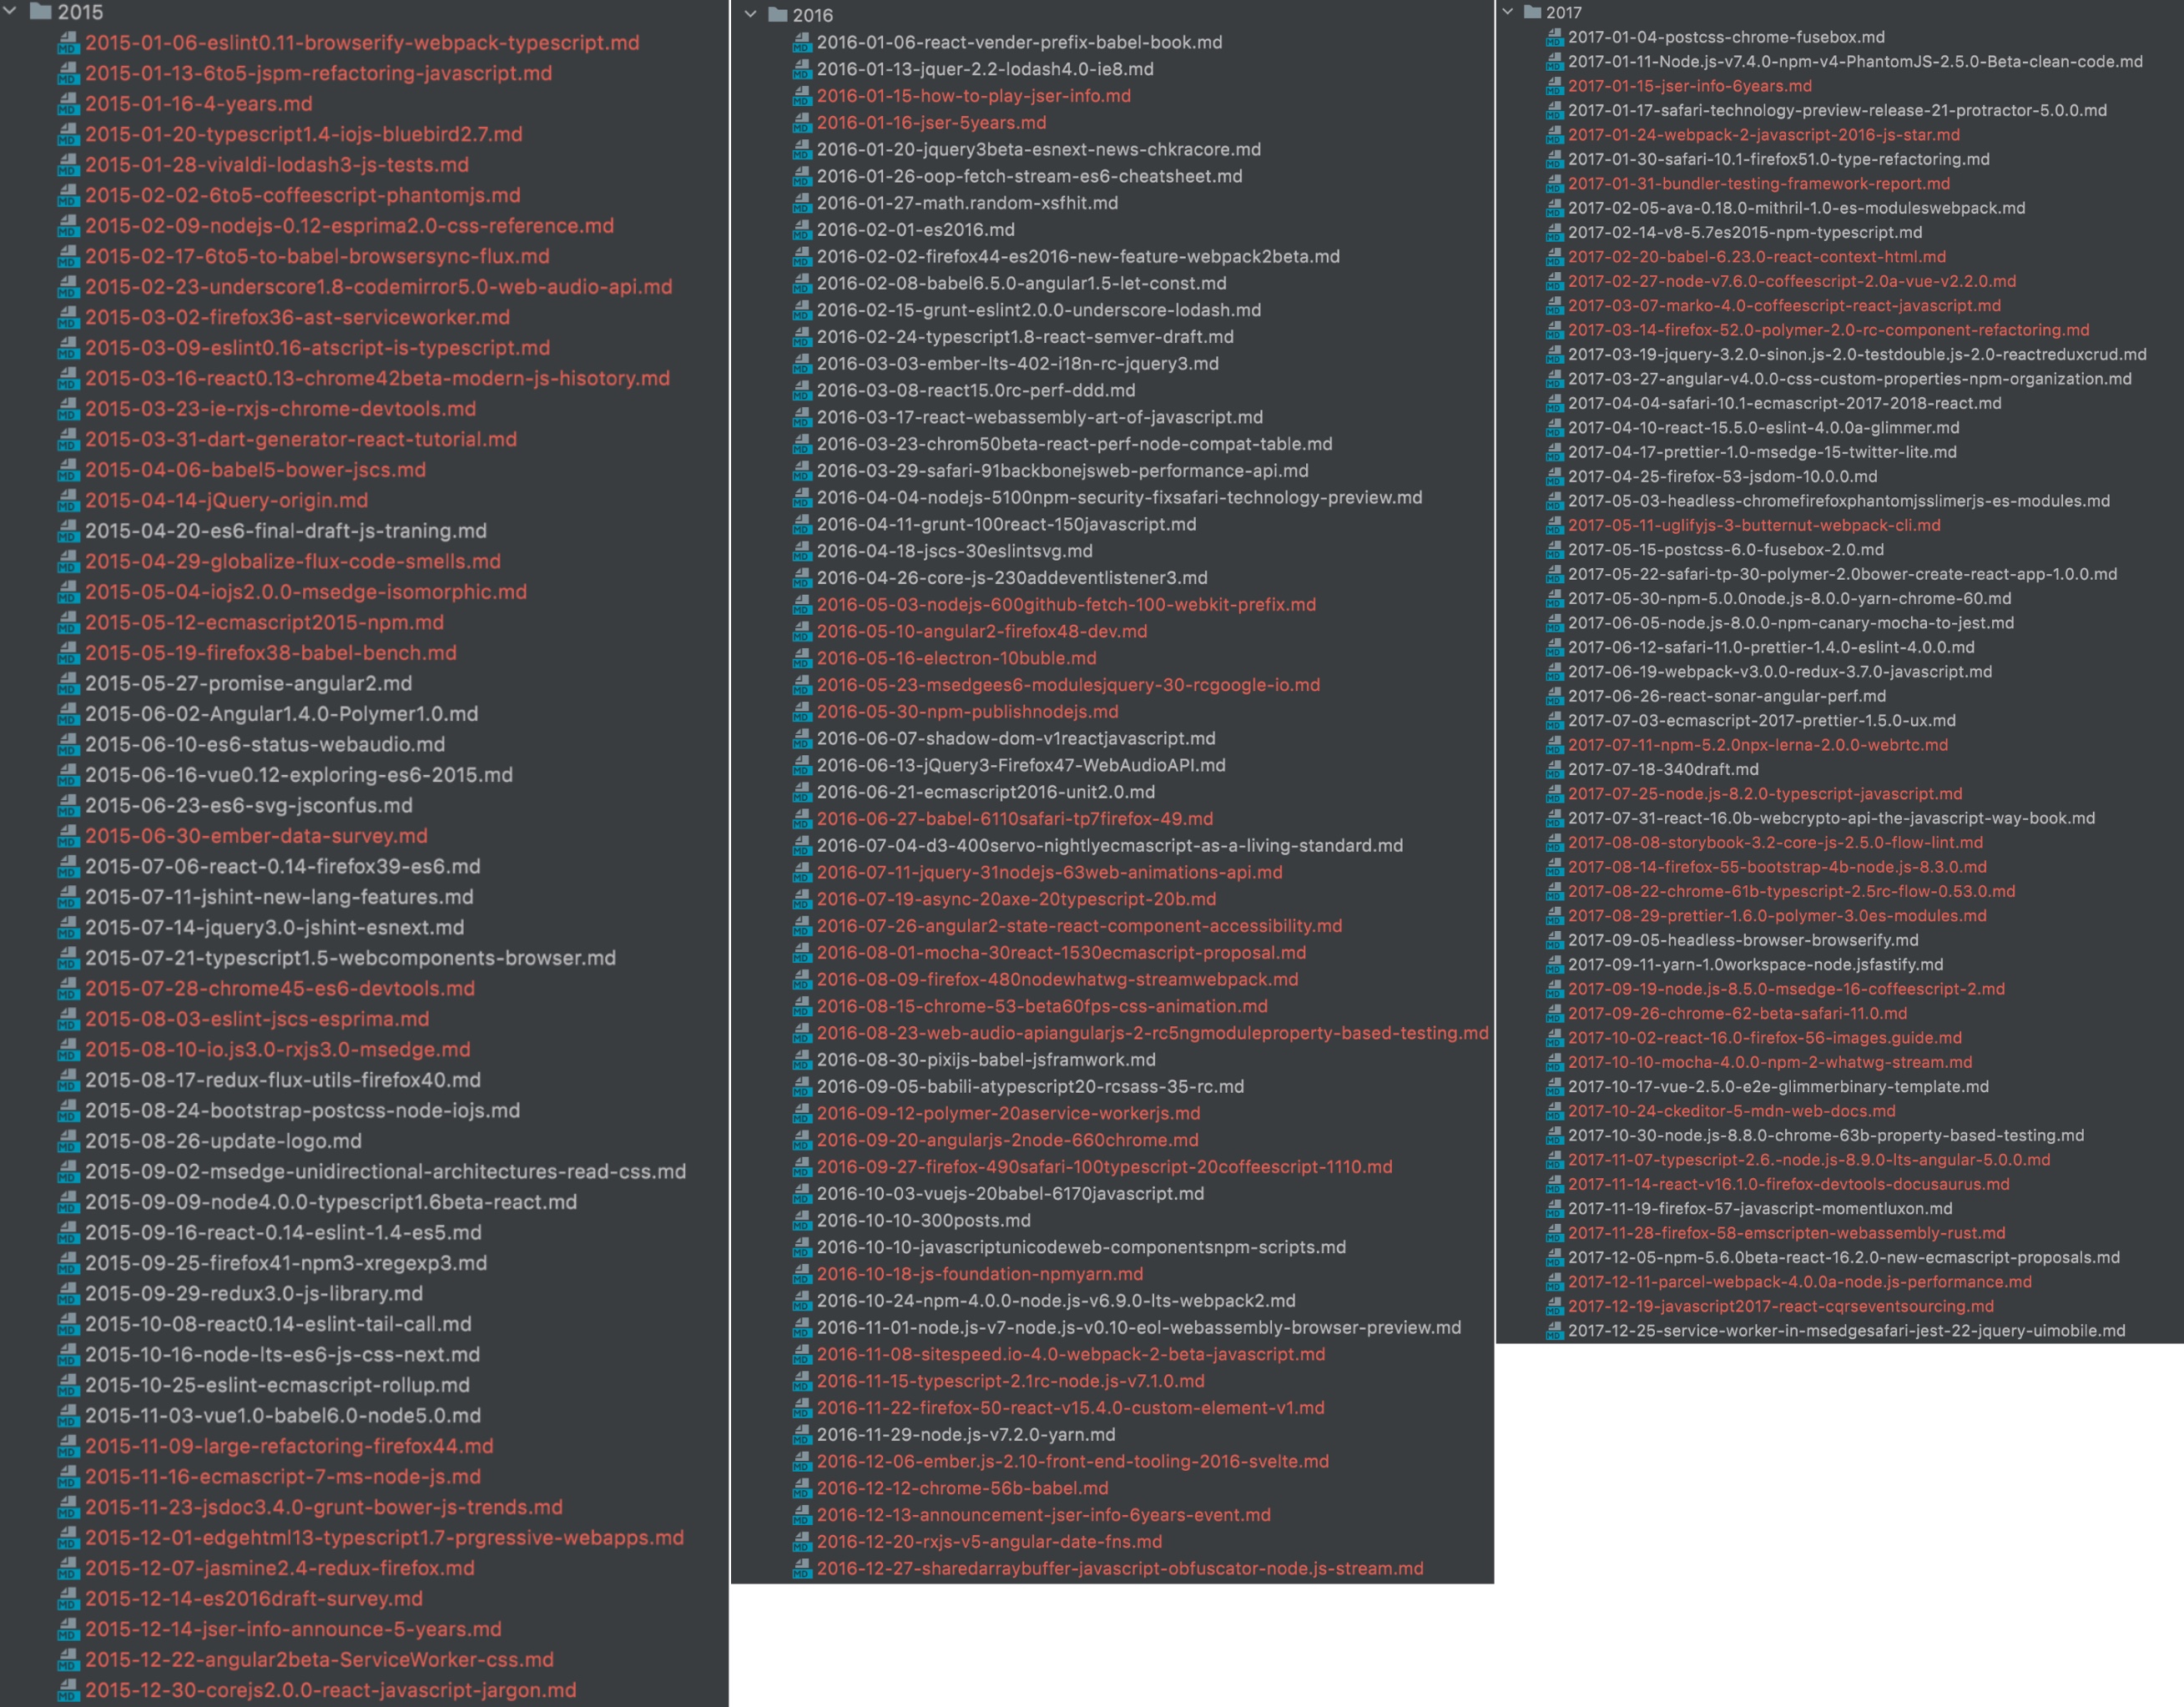 2015
2015-01-06-eslint0.11-browserify-webpack-typescript.md
2015-01-13-6to5-jspm-refactoring-javascript.md
2015-01-16-4-years.md
2015-01-20-typescript1.4-iojs-bluebird2.7.md
2015-01-28-vivaldi-lodash3-js-tests.md
2015-02-02-6to5-coffeescript-phantomjs.md
2015-02-09-nodejs-0.12-esprima2.0-css-reference.md
2015-02-17-6to5-to-babel-browsersync-flux.md
2015-02-23-underscore1.8-codemirror5.0-web-audio-api.md
2015-03-02-firefox36-ast-serviceworker.md
2015-03-09-eslint0.16-atscript-is-typescript.md
2015-03-16-react0.13-chrome42beta-modern-js-hisotory.md
2015-03-23-ie-rxjs-chrome-devtools.md
2015-03-31-dart-generator-react-tutorial.md
2015-04-06-babel5-bower-jscs.md
2015-04-14-jQuery-origin.md
2015-04-20-es6-final-draft-js-traning.md
2015-04-29-globalize-flux-code-smells.md
2015-05-04-iojs2.0.0-msedge-isomorphic.md
2015-05-12-ecmascript2015-npm.md
2015-05-19-firefox38-babel-bench.md
2015-05-27-promise-angular2.md
2015-06-02-Angular1.4.0-Polymer1.0.md
2015-06-10-es6-status-webaudio.md
2015-06-16-vue0.12-exploring-es6-2015.md
2015-06-23-es6-svg-jsconfus.md
2015-06-30-ember-data-survey.md
2015-07-06-react-0.14-firefox39-es6.md
2015-07-11-jshint-new-lang-features.md
2015-07-14-jquery3.0-jshint-esnext.md
2015-07-21-typescript1.5-webcomponents-browser.md
2015-07-28-chrome45-es6-devtools.md
2015-08-03-eslint-jscs-esprima.md
2015-08-10-io.js3.0-rxjs3.0-msedge.md
2015-08-17-redux-flux-utils-firefox40.md
2015-08-24-bootstrap-postcss-node-iojs.md
2015-08-26-update-logo.md
2015-09-02-msedge-unidirectional-architectures-read-css.md
2015-09-09-node4.0.0-typescript1.6beta-react.md
2015-09-16-react-0.14-eslint-1.4-es5.md
2015-09-25-firefox41-npm3-xregexp3.md
2015-09-29-redux3.0-js-library.md
2015-10-08-react0.14-eslint-tail-call.md
2015-10-16-node-lts-es6-js-css-next.md
2015-10-25-eslint-ecmascript-rollup.md
2015-11-03-vue1.0-babel6.0-node5.0.md
2015-11-09-large-refactoring-firefox44.md
2015-11-16-ecmascript-7-ms-node-js.md
2015-11-23-jsdoc3.4.0-grunt-bower-js-trends.md
2015-12-01-edgehtml13-typescript1.7-prgressive-webapps.md
2015-12-07-jasmine2.4-redux-firefox.md
2015-12-14-es2016draft-survey.md
2015-12-14-jser-info-announce-5-years.md
2015-12-22-angular2beta-ServiceWorker-css.md
2015-12-30-corejs2.0.0-react-javascript-jargon.md
2016
2016-01-06-react-vender-prefix-babel-book.md
2016-01-13-jquer-2.2-lodash4.0-ie8.md
2016-01-15-how-to-play-jser-info.md
2016-01-16-jser-5years.md
2016-01-20-jquery3beta-esnext-news-chkracore.md
2016-01-26-oop-fetch-stream-es6-cheatsheet.md
2016-01-27-math.random-xsfhit.md
2016-02-01-es2016.md
2016-02-02-firefox44-es2016-new-feature-webpack2beta.md
2016-02-08-babel6.5.0-angular1.5-let-const.md
2016-02-15-grunt-eslint2.0.0-underscore-lodash.md
2016-02-24-typescript1.8-react-semver-draft.md
2016-03-03-ember-lts-402-i18n-rc-jquery3.md
2016-03-08-react15.0rc-perf-ddd.md
2016-03-17-react-webassembly-art-of-javascript.md
2016-03-23-chrom50beta-react-perf-node-compat-table.md
2016-03-29-safari-91backbonejsweb-performance-api.md
2016-04-04-nodejs-5100npm-security-fixsafari-technology-preview.md
2016-04-11-grunt-100react-150javascript.md
2016-04-18-jscs-30eslintsvg.md
2016-04-26-core-js-230addeventlistener3.md
2016-05-03-nodejs-600github-fetch-100-webkit-prefix.md
2016-05-10-angular2-firefox48-dev.md
2016-05-16-electron-10buble.md
2016-05-23-msedgees6-modulesjquery-30-rcgoogle-io.md
2016-05-30-npm-publishnodejs.md
2016-06-07-shadow-dom-v1reactjavascript.md
2016-06-13-jQuery3-Firefox47-WebAudioAPI.md
2016-06-21-ecmascript2016-unit2.0.md
2016-06-27-babel-6110safari-tp7firefox-49.md
2016-07-04-d3-400servo-nightlyecmascript-as-a-living-standard.md
2016-07-11-jquery-31nodejs-63web-animations-api.md
2016-07-19-async-20axe-20typescript-20b.md
2016-07-26-angular2-state-react-component-accessibility.md
2016-08-01-mocha-30react-1530ecmascript-proposal.md
2016-08-09-firefox-480nodewhatwg-streamwebpack.md
2016-08-15-chrome-53-beta60fps-css-animation.md
2016-08-23-web-audio-apiangularjs-2-rc5ngmoduleproperty-based-testing.md
2016-08-30-pixijs-babel-jsframwork.md
2016-09-05-babili-atypescript20-rcsass-35-rc.md
2016-09-12-polymer-20aservice-workerjs.md
2016-09-20-angularjs-2node-660chrome.md
2016-09-27-firefox-490safari-100typescript-20coffeescript-1110.md
2016-10-03-vuejs-20babel-6170javascript.md
2016-10-10-300posts.md
2016-10-10-javascriptunicodeweb-componentsnpm-scripts.md
2016-10-18-js-foundation-npmyarn.md
2016-10-24-npm-4.0.0-node.js-v6.9.0-lts-webpack2.md
2016-11-01-node.js-v7-node.js-v0.10-eol-webassembly-browser-preview.md
2016-11-08-sitespeed.io-4.0-webpack-2-beta-javascript.md
2016-11-15-typescript-2.1rc-node.js-v7.1.0.md
2016-11-22-firefox-50-react-v15.4.0-custom-element-v1.md
2016-11-29-node.js-v7.2.0-yarn.md
2016-12-06-ember.js-2.10-front-end-tooling-2016-svelte.md
2016-12-12-chrome-56b-babel.md
2016-12-13-announcement-jser-info-6years-event.md
2016-12-20-rxjs-v5-angular-date-fns.md
2016-12-27-sharedarraybuffer-javascript-obfuscator-node.js-stream.md
2017
2017-01-04-postcss-chrome-fusebox.md
2017-01-11-Node.js-v7.4.0-npm-v4-PhantomJS-2.5.0-Beta-clean-code.md
2017-01-15-jser-info-6years.md
2017-01-17-safari-technology-preview-release-21-protractor-5.0.0.md
2017-01-24-webpack-2-javascript-2016-js-star.md
2017-01-30-safari-10.1-firefox51.0-type-refactoring.md
2017-01-31-bundler-testing-framework-report.md
2017-02-05-ava-0.18.0-mithril-1.0-es-moduleswebpack.md
2017-02-14-v8-5.7es2015-npm-typescript.md
2017-02-20-babel-6.23.0-react-context-html.md
2017-02-27-node-v7.6.0-coffeescript-2.0a-vue-v2.2.0.md
2017-03-07-marko-4.0-coffeescript-react-javascript.md
2017-03-14-firefox-52.0-polymer-2.0-rc-component-refactoring.md
2017-03-19-jquery-3.2.0-sinon.js-2.0-testdouble.js-2.0-reactreduxcrud.md
2017-03-27-angular-v4.0.0-css-custom-properties-npm-organization.md
2017-04-04-safari-10.1-ecmascript-2017-2018-react.md
2017-04-10-react-15.5.0-eslint-4.0.0a-glimmer.md
2017-04-17-prettier-1.0-msedge-15-twitter-lite.md
2017-04-25-firefox-53-jsdom-10.0.0.md
2017-05-03-headless-chromefirefoxphantomjsslimerjs-es-modules.md
2017-05-11-uglifyjs-3-butternut-webpack-cli.md
2017-05-15-postcss-6.0-fusebox-2.0.md
2017-05-22-safari-tp-30-polymer-2.0bower-create-react-app-1.0.0.md
2017-05-30-npm-5.0.0node.js-8.0.0-yarn-chrome-60.md
2017-06-05-node.js-8.0.0-npm-canary-mocha-to-jest.md
2017-06-12-safari-11.0-prettier-1.4.0-eslint-4.0.0.md
2017-06-19-webpack-v3.0.0-redux-3.7.0-javascript.md
2017-06-26-react-sonar-angular-perf.md
2017-07-03-ecmascript-2017-prettier-1.5.0-ux.md
2017-07-11-npm-5.2.0npx-lerna-2.0.0-webrtc.md
2017-07-18-340draft.md
2017-07-25-node.js-8.2.0-typescript-javascript.md
2017-07-31-react-16.0b-webcrypto-api-the-javascript-way-book.md
2017-08-08-storybook-3.2-core-js-2.5.0-flow-lint.md
2017-08-14-firefox-55-bootstrap-4b-node.js-8.3.0.md
2017-08-22-chrome-61b-typescript-2.5rc-flow-0.53.0.md
2017-08-29-prettier-1.6.0-polymer-3.0es-modules.md
2017-09-05-headless-browser-browserify.md
2017-09-11-yarn-1.0workspace-node.jsfastify.md
2017-09-19-node.js-8.5.0-msedge-16-coffeescript-2.md
2017-09-26-chrome-62-beta-safari-11.0.md
2017-10-02-react-16.0-firefox-56-images.guide.md
2017-10-10-mocha-4.0.0-npm-2-whatwg-stream.md
2017-10-17-vue-2.5.0-e2e-glimmerbinary-template.md
2017-10-24-ckeditor-5-mdn-web-docs.md
2017-10-30-node.js-8.8.0-chrome-63b-property-based-testing.md
2017-11-07-typescript-2.6.-node.js-8.9.0-lts-angular-5.0.0.md
2017-11-14-react-v16.1.0-firefox-devtools-docusaurus.md
2017-11-19-firefox-57-javascript-momentluxon.md
2017-11-28-firefox-58-emscripten-webassembly-rust.md
2017-12-05-npm-5.6.0beta-react-16.2.0-new-ecmascript-proposals.md
2017-12-11-parcel-webpack-4.0.0a-node.js-performance.md
2017-12-19-javascript2017-react-cqrseventsourcing.md
2017-12-25-service-worker-in-msedgesafari-jest-22-jquery-uimobile.md